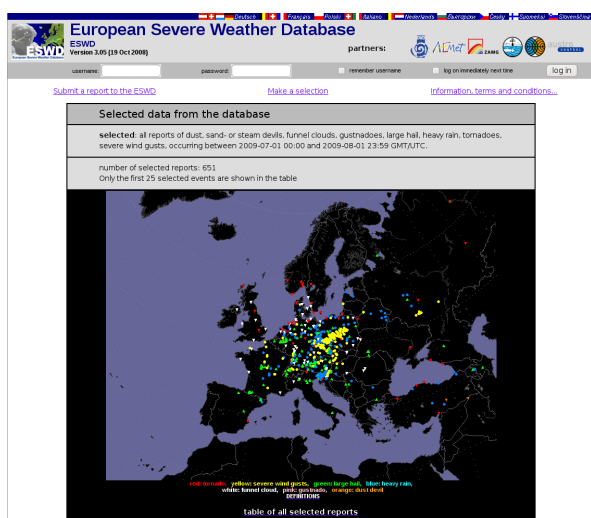 Deutsch Français Polski Italiano Nederlands Български Česky Suomeksi Slovenščina
European Severe Weather Database
ESWD
Version 3.05 (19 Oct 2008)
partners:
ESWD
ZAMG
austro
CONTROL
username:
password:
remember username
log on immediately next time
log in
Submit a report to the ESWD
Make a selection
Information, terms and conditions...
Selected data from the database
selected: all reports of dust, sand- or steam devils, funnel clouds, gustnadoes, large hail, heavy rain, tornadoes,
severe wind gusts, occurring between 2009-07-01 00:00 and 2009-08-01 23:59 GMT/UTC.
number of selected reports: 651
Only the first 25 selected events are shown in the table
red: tornado, yellow: severe wind gusts, green: large hail, blue: heavy rain,
white: funnel cloud, pink: gustnado, orange: dust devil
DEFINITIONS
table of all selected reports